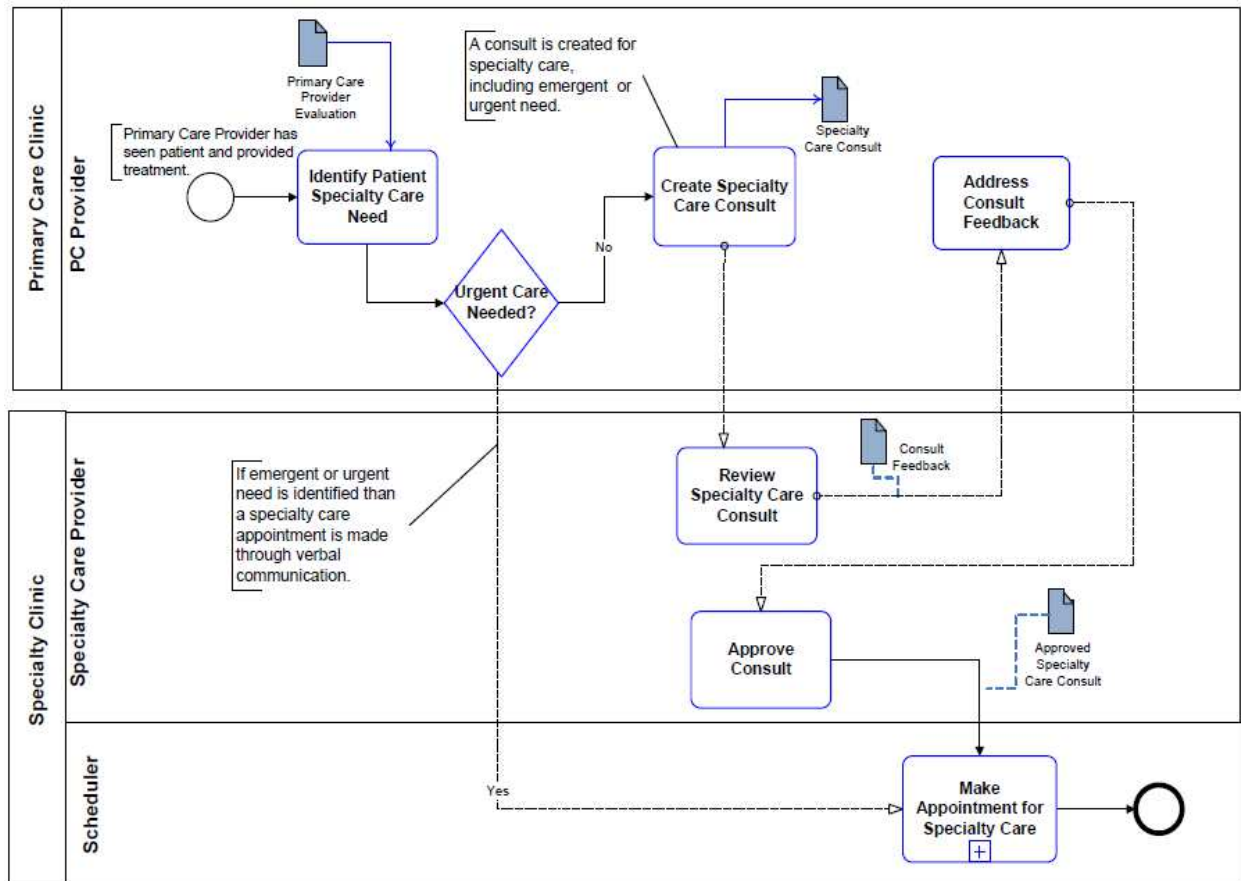 Primary Care Clinic
PC Provider
Primary Care
Provider
Evaluation
Primary Care Provider has
seen patient and provided
treatment.
Identify Patient
Specialty Care
Need
Urgent Care
Needed?
No
A consult is created for
specialty care,
including emergent or
urgent need.
Create Specialty
Care Consult
Specialty
Care Consult
Address
Consult
Feedback
Specialty Clinic
Specialty Care Provider
If emergent or urgent
need is identified than
a specialty care
appointment is made
through verbal
communication.
Review
Specialty Care
Consult
Consult
Feedback
Approve
Consult
Approved
Specialty
Care Consult
Scheduler
Yes
Make
Appointment for
Specialty Care